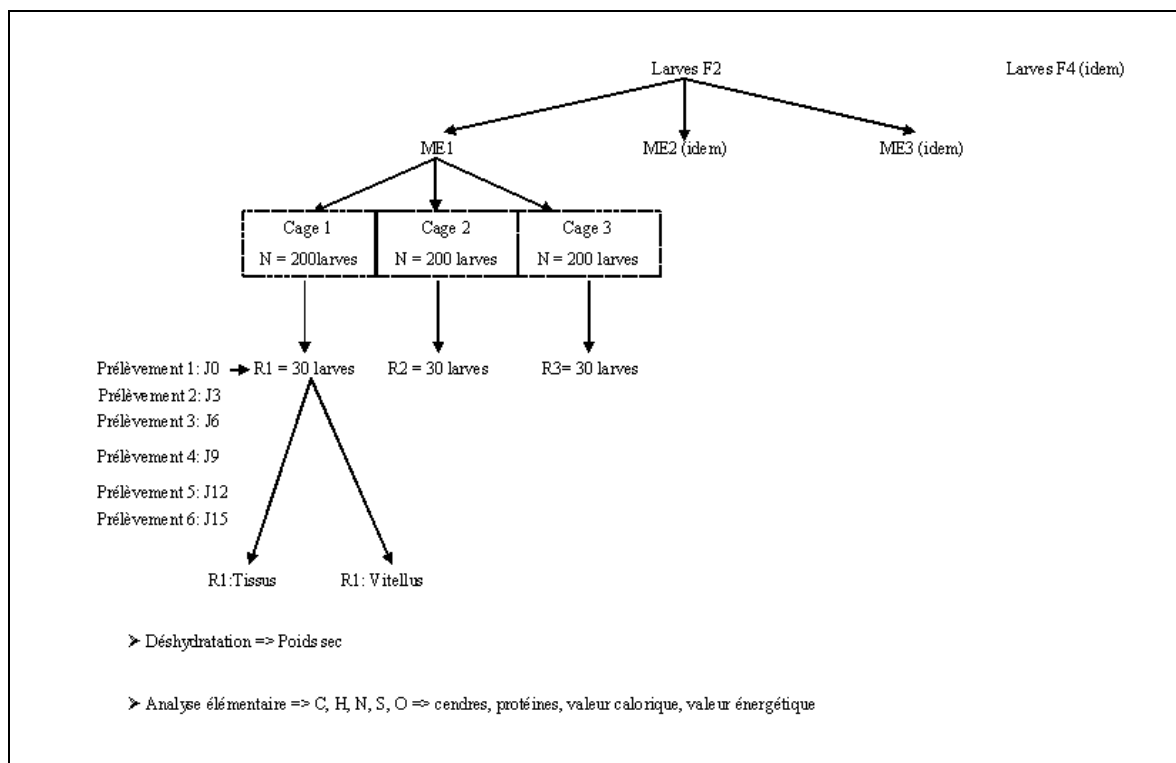 Larves F2 Larves F4 (idem)
ME1 ME2 (idem) ME3 (idem)
Cage 1 Cage 2 Cage 3
N = 200larves N = 200 larves N = 200 larves
Prélèvement 1: J0 R1 = 30 larves R2 = 30 larves R3= 30 larves
Prélèvement 2: J3
Prélèvement 3: J6
Prélèvement 4: J9
Prélèvement 5: J12
Prélèvement 6: J15
R1:Tissus R1: Vitellus
➢ Déshydratation => Poids sec
➢ Analyse élémentaire => C, H, N, S, O => cendres, protéines, valeur calorique, valeur énergétique